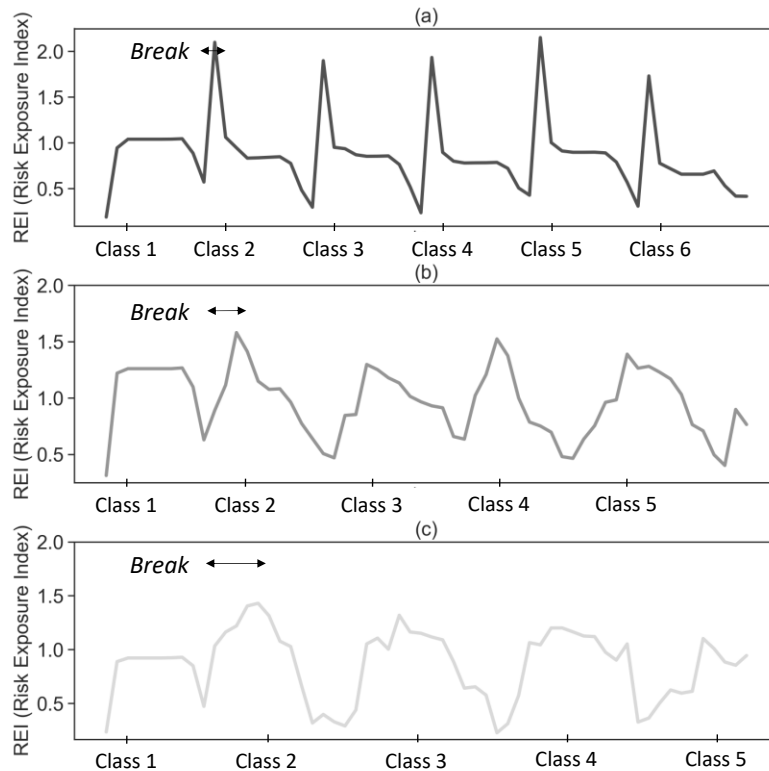 (a)
REI (Risk Exposure Index)
2.0
1.5
1.0
0.5
Break
Class 1 Class 2 Class 3 Class 4 Class 5 Class 6
(b)
REI (Risk Exposure Index)
2.0
1.5
1.0
0.5
Break
Class 1 Class 2 Class 3 Class 4 Class 5
(c)
REI (Risk Exposure Index)
2.0
1.5
1.0
0.5
Break
Class 1 Class 2 Class 3 Class 4 Class 5